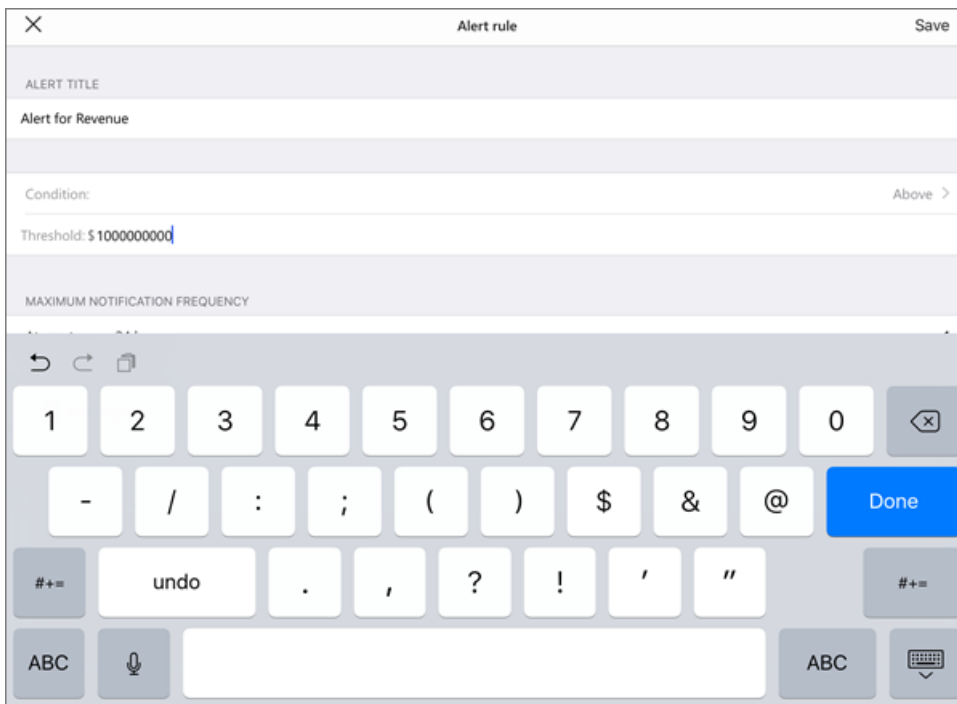 Alert rule Save
ALERT TITLE
Alert for Revenue
Condition: Above
Threshold: $ 1000000000
MAXIMUM NOTIFICATION FREQUENCY
1 2 3 4 5 6 7 8 9 0
- / : ; ( ) $ & @ Done
#+= undo . , ? ! ' " #+=
ABC ABC